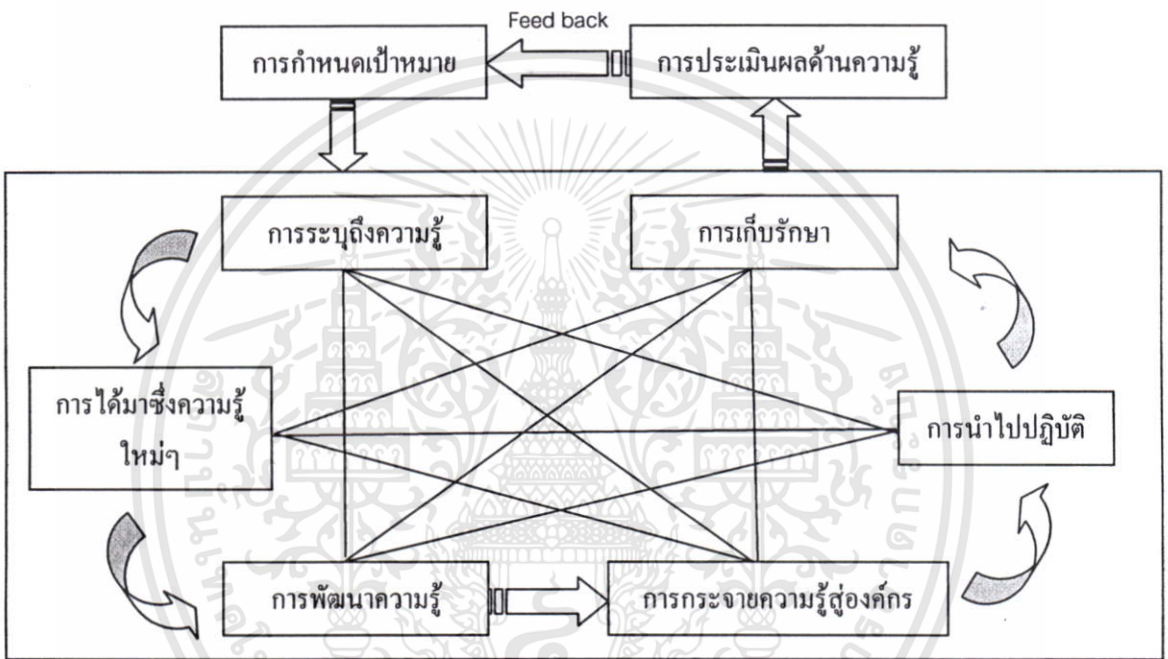 Feed back
การกำหนดเป้าหมาย
การประเมินผลด้านความรู้
การระบุถึงความรู้
การเก็บรักษา
การได้มาซึ่งความรู้
ใหม่ๆ
การนำไปปฏิบัติ
การพัฒนาความรู้
การกระจายความรู้สู่องค์กร